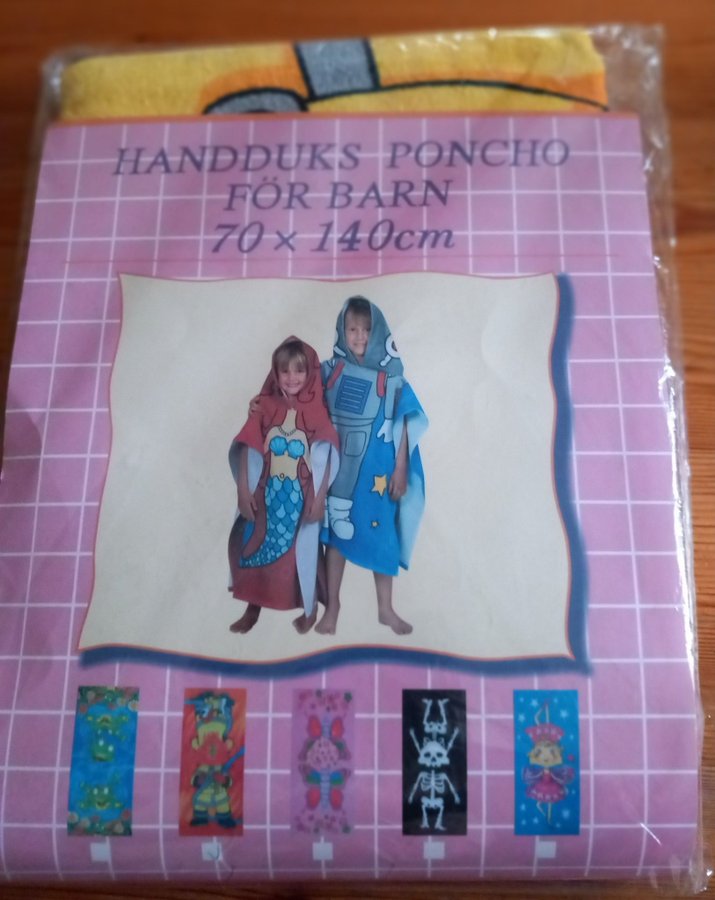 HANDDUKS PONCHO
FÖR BARN
70 × 140cm